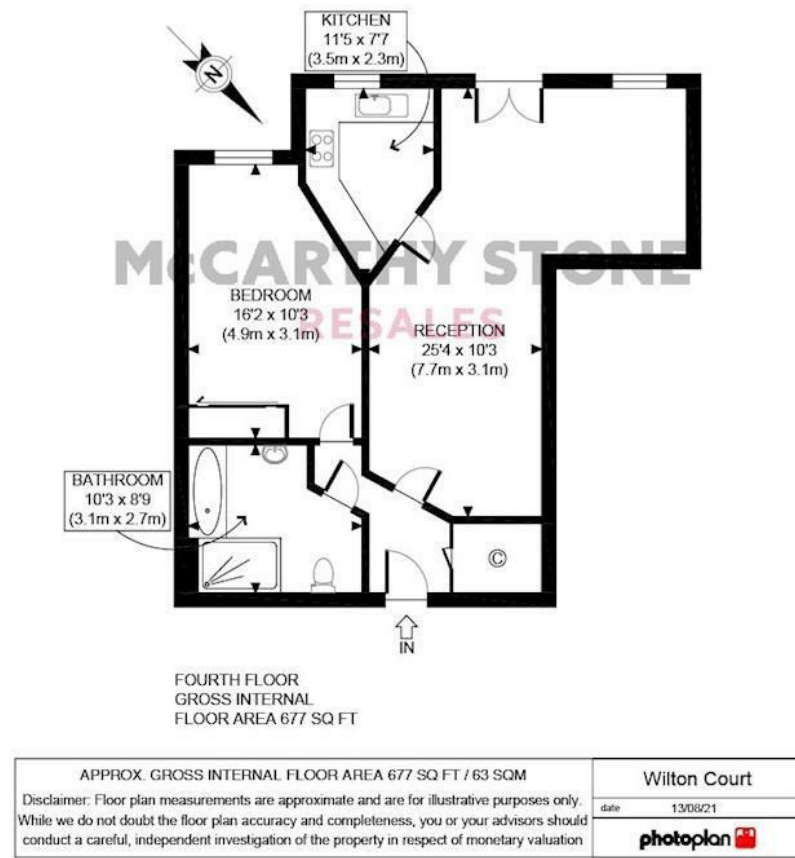 KITCHEN
11'5 x 7'7
(3.5m x 2.3m)
N
McCARTHY STONE
RESALES
BEDROOM
16'2 x 10'3
(4.9m x 3.1m)
RECEPTION
25'4 x 10'3
(7.7m x 3.1m)
BATHROOM
10'3 x 8'9
(3.1m x 2.7m)
C
IN
FOURTH FLOOR
GROSS INTERNAL
FLOOR AREA 677 SQ FT
APPROX. GROSS INTERNAL FLOOR AREA 677 SQ FT / 63 SQM
Disclaimer: Floor plan measurements are approximate and are for illustrative purposes only.
While we do not doubt the floor plan accuracy and completeness, you or your advisors should
conduct a careful, independent investigation of the property in respect of monetary valuation
Wilton Court
date 13/08/21
photoplan